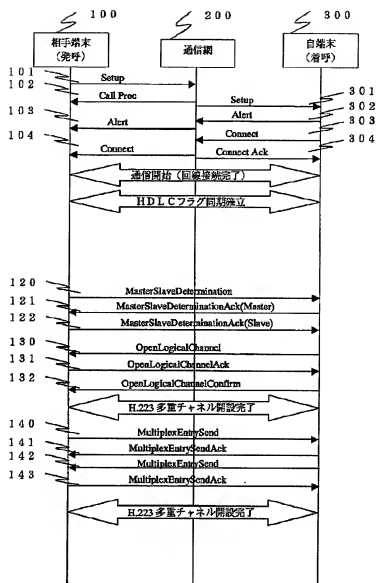 100 200 300
相手端末 (発呼)
通信網
自端末 (着呼)
101
Setup
102
Call Proc
301
Setup
302
103
Alert
Alert
303
104
Connect
304
Connect
Connect Ack
通信開始（回線接続完了）
HDLCフラグ同期確立
120
MasterSlaveDetermination
121
MasterSlaveDeterminationAck(Master)
122
MasterSlaveDeterminationAck(Slave)
130
OpenLogicalChannel
131
OpenLogicalChannelAck
132
OpenLogicalChannelConfirm
H.223 多重チャネル開設完了
140
MultiplexEntrySend
141
MultiplexEntrySendAck
142
MultiplexEntrySend
143
MultiplexEntrySendAck
H.223 多重チャネル開設完了